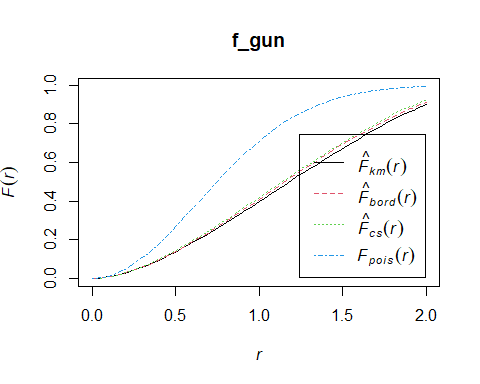 f_gun
F(r)
1.0
0.8
0.6
0.4
0.2
0.0
F̂km(r)
F̂bord(r)
F̂cs(r)
Fpois(r)
0.0 0.5 1.0 1.5 2.0
r